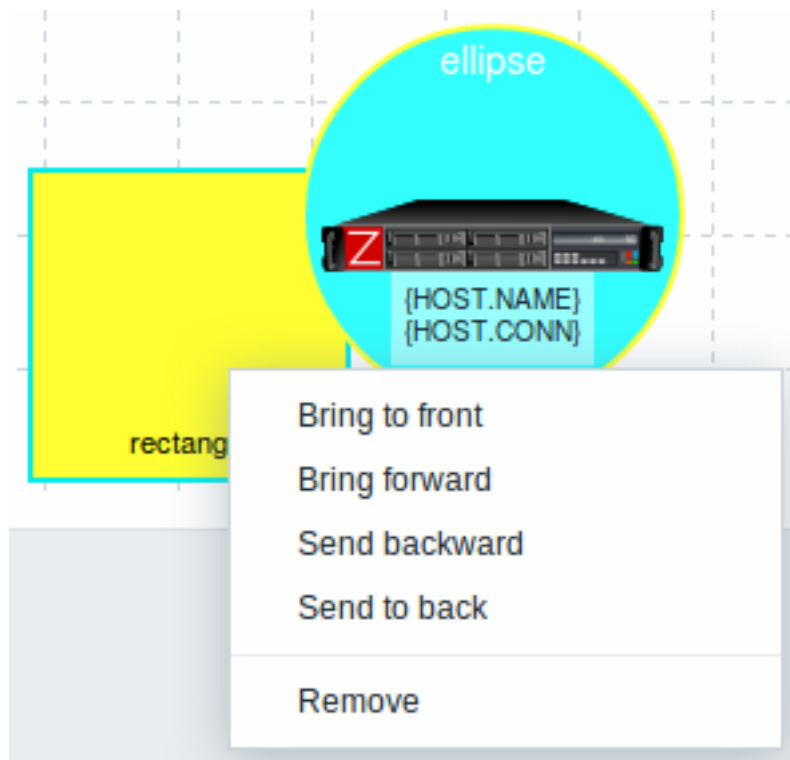 ellipse
Z
{HOST.NAME}
{HOST.CONN}
rectang
Bring to front
Bring forward
Send backward
Send to back
Remove